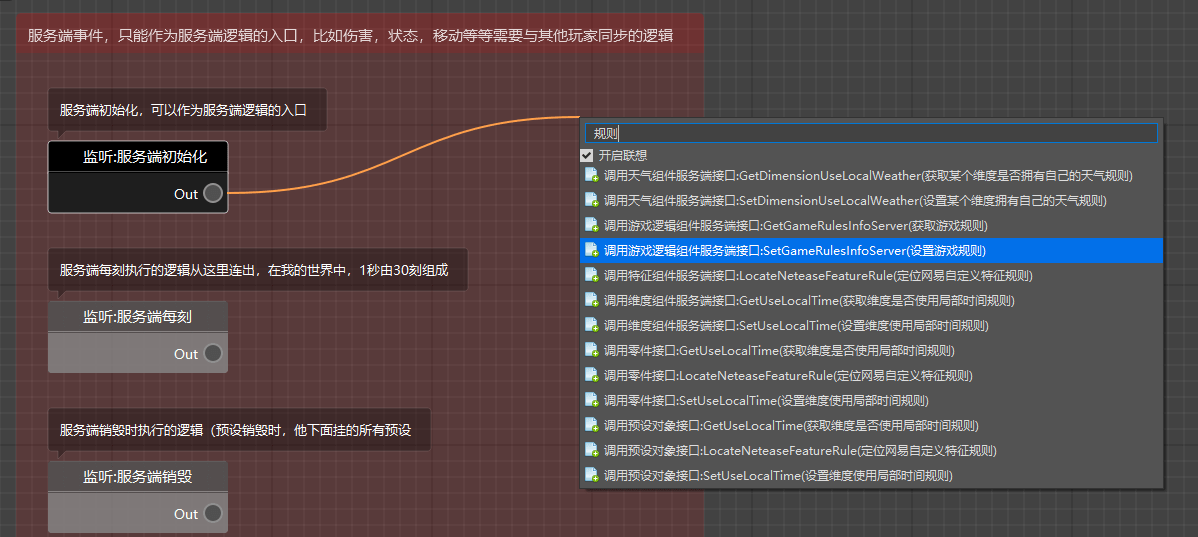 服务端事件，只能作为服务端逻辑的入口，比如伤害，状态，移动等等需要与其他玩家同步的逻辑
服务端初始化，可以作为服务端逻辑的入口
监听:服务端初始化
Out
服务端每刻执行的逻辑从这里连出，在我的世界中，1秒由30刻组成
监听:服务端每刻
Out
服务端销毁时执行的逻辑（预设销毁时，他下面挂的所有预设
监听:服务端销毁
Out
规则
开启联想
调用天气组件服务端接口:GetDimensionUseLocalWeather(获取某个维度是否拥有自己的天气规则)
调用天气组件服务端接口:SetDimensionUseLocalWeather(设置某个维度拥有自己的天气规则)
调用游戏逻辑组件服务端接口:GetGameRulesInfoServer(获取游戏规则)
调用游戏逻辑组件服务端接口:SetGameRulesInfoServer(设置游戏规则)
调用特征组件服务端接口:LocateNeteaseFeatureRule(定位网易自定义特征规则)
调用维度组件服务端接口:GetUseLocalTime(获取维度是否使用局部时间规则)
调用维度组件服务端接口:SetUseLocalTime(设置维度使用局部时间规则)
调用零件接口:GetUseLocalTime(获取维度是否使用局部时间规则)
调用零件接口:LocateNeteaseFeatureRule(定位网易自定义特征规则)
调用零件接口:SetUseLocalTime(设置维度使用局部时间规则)
调用预设对象接口:GetUseLocalTime(获取维度是否使用局部时间规则)
调用预设对象接口:LocateNeteaseFeatureRule(定位网易自定义特征规则)
调用预设对象接口:SetUseLocalTime(设置维度使用局部时间规则)